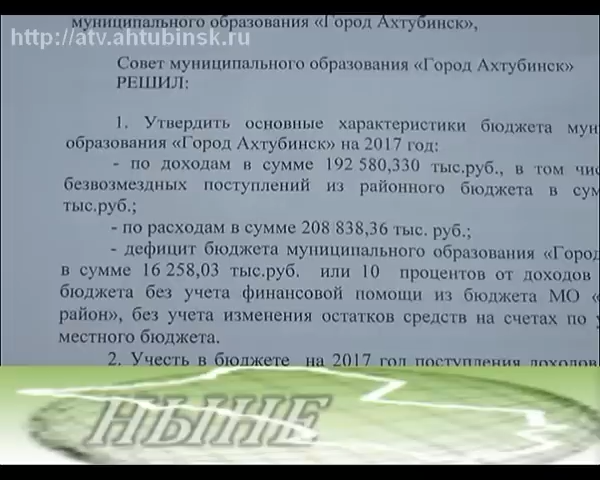 муниципального образования «Город Ахтубинск»,
http://atv.ahtubinsk.ru
Совет муниципального образования «Город Ахтубинск»
РЕШИЛ:
1. Утвердить основные характеристики бюджета мун
образования «Город Ахтубинск» на 2017 год:
- по доходам в сумме 192 580,330 тыс.руб., в том чис
безвозмездных поступлений из районного бюджета в сум
тыс.руб.;
- по расходам в сумме 208 838,36 тыс. руб.;
- дефицит бюджета муниципального образования «Город
в сумме 16 258,03 тыс.руб. или 10 процентов от доходов
бюджета без учета финансовой помощи из бюджета МО «
район», без учета изменения остатков средств на счетах по у
местного бюджета.
2. Учесть в бюджете на 2017 год поступления доходов
НЫНЕ